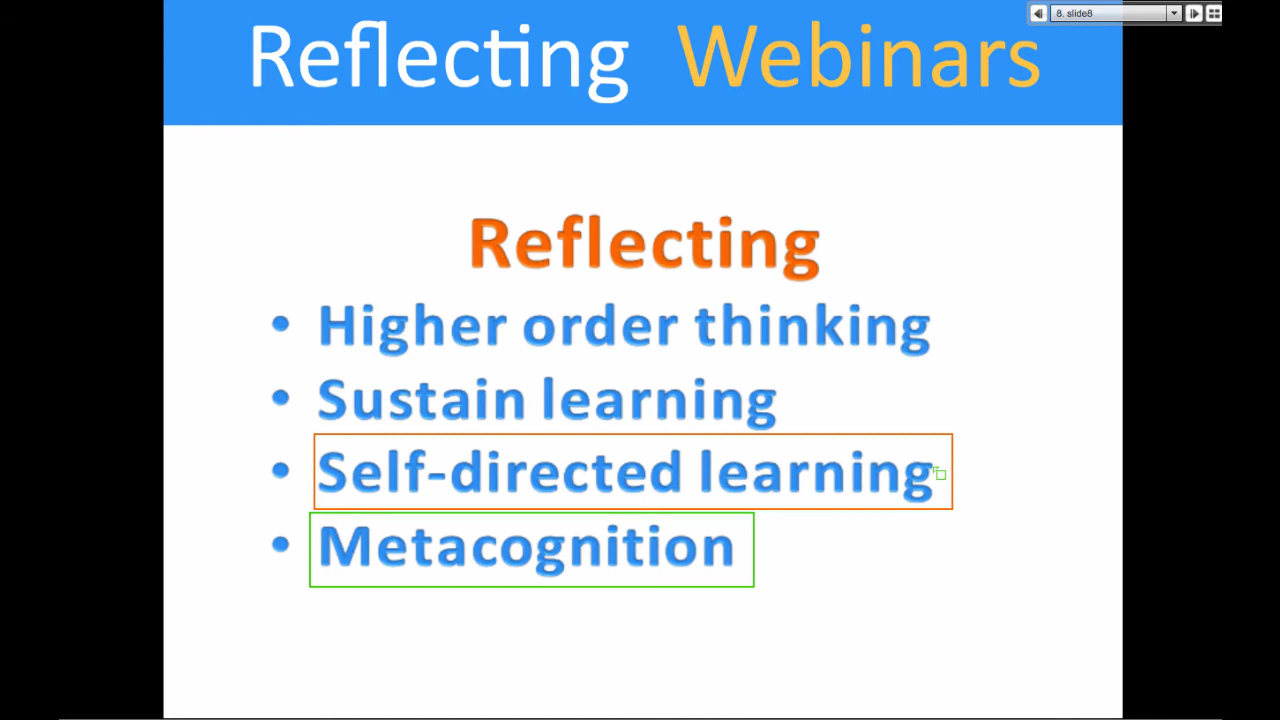 8. slide8
Reflecting Webinars
Reflecting
• Higher order thinking
• Sustain learning
• Self-directed learning
• Metacognition